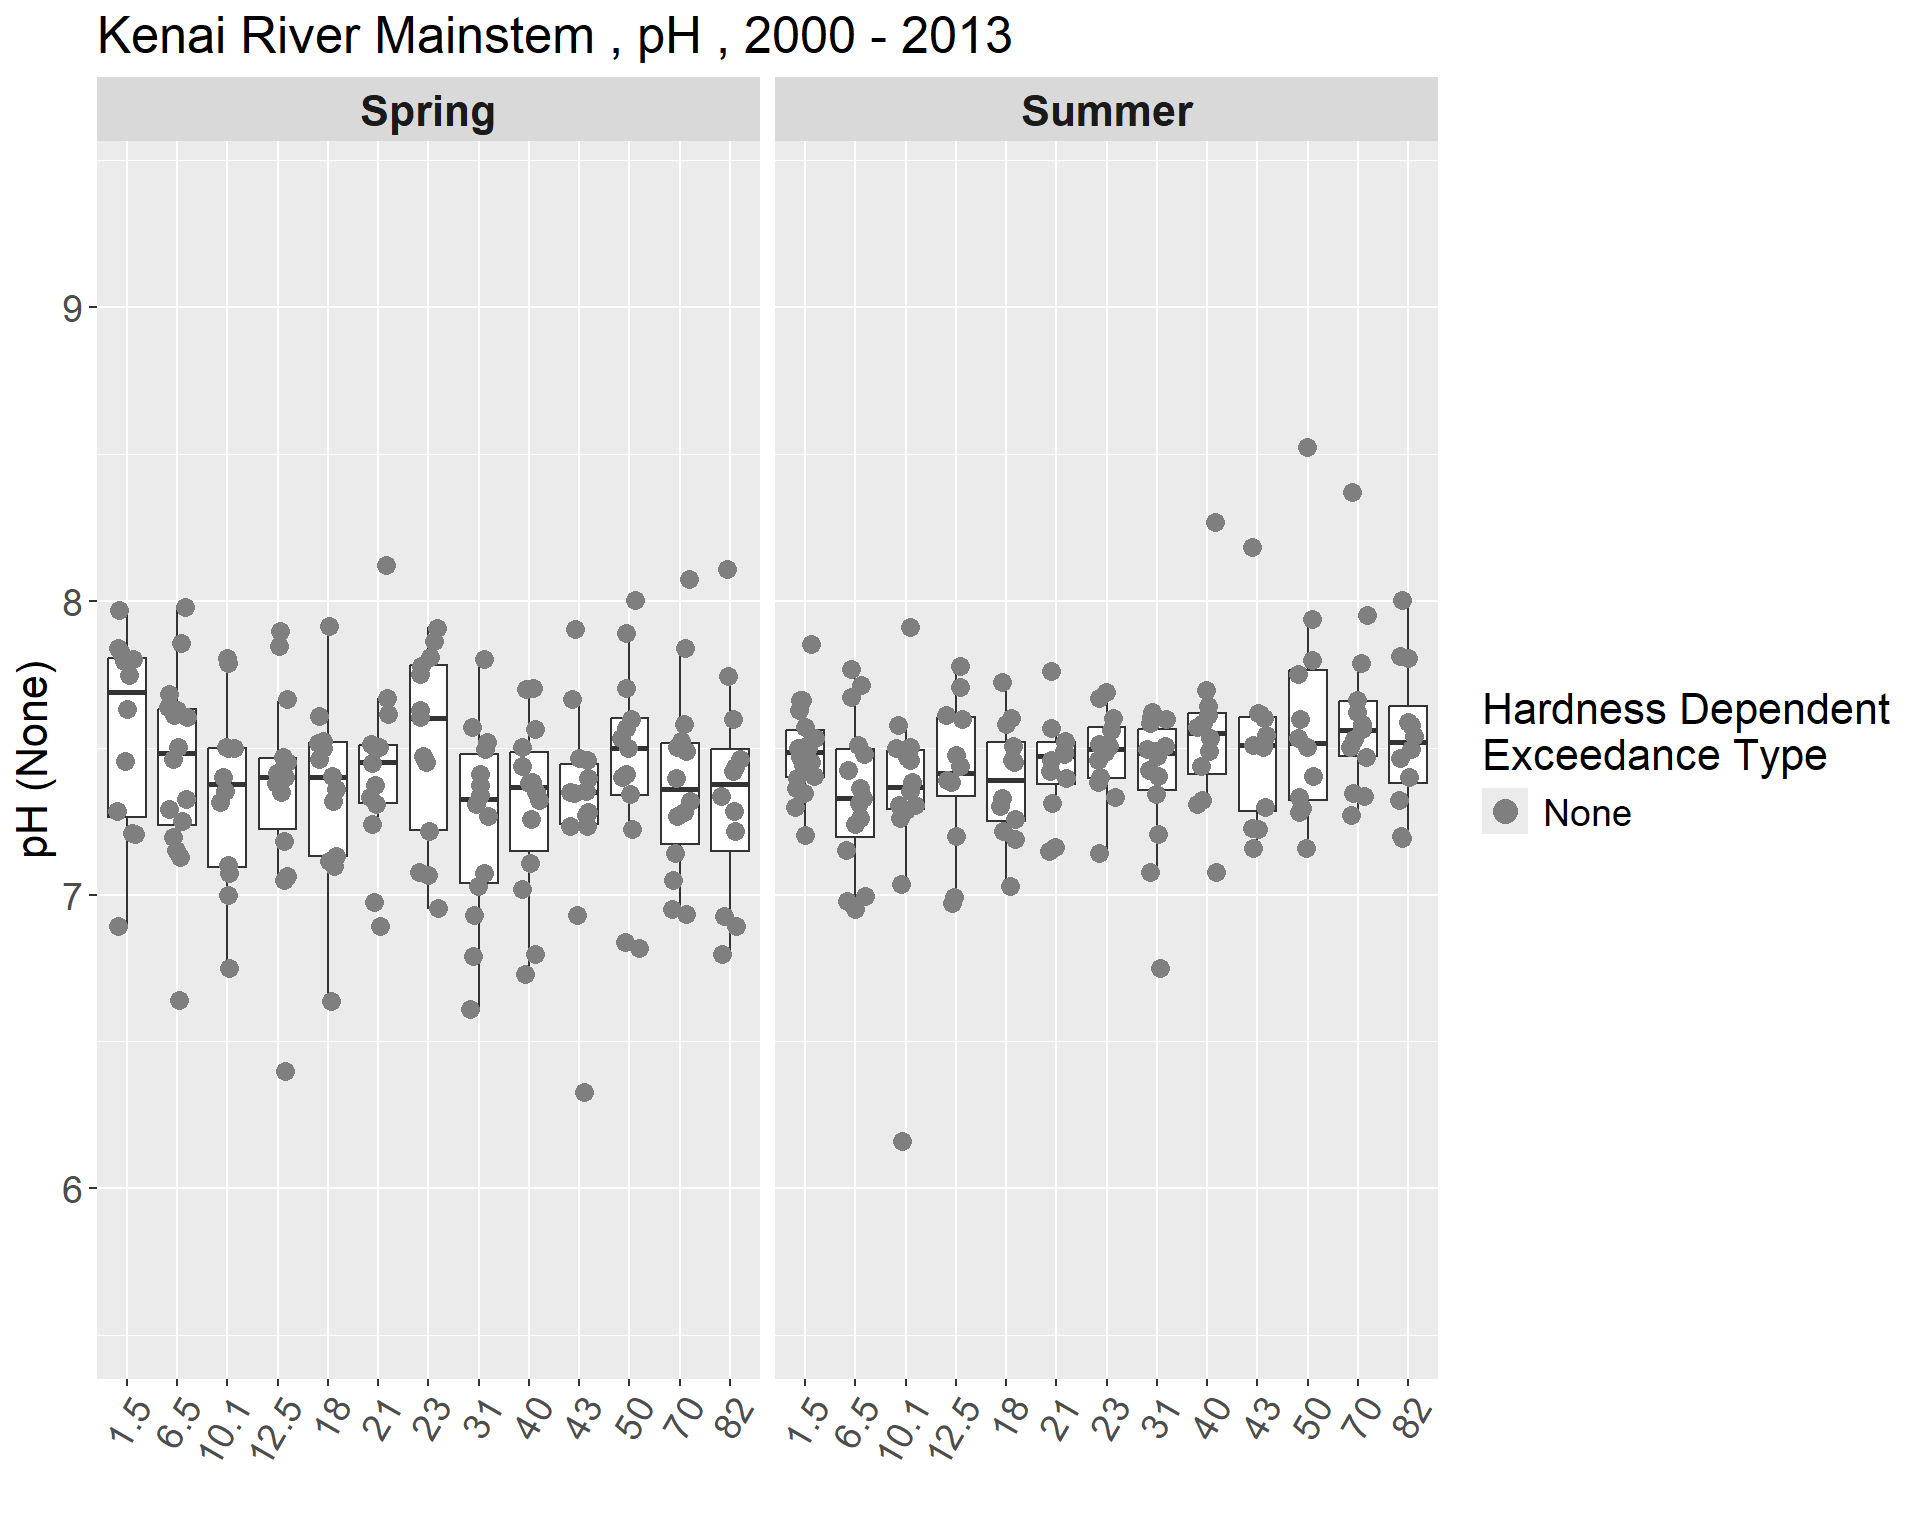 Kenai River Mainstem , pH , 2000 - 2013
Spring
Summer
pH (None)
9
8
7
6
1.5 6.5 10.1 12.5 18 21 23 31 40 43 50 70 82
1.5 6.5 10.1 12.5 18 21 23 31 40 43 50 70 82
Hardness Dependent
Exceedance Type
None